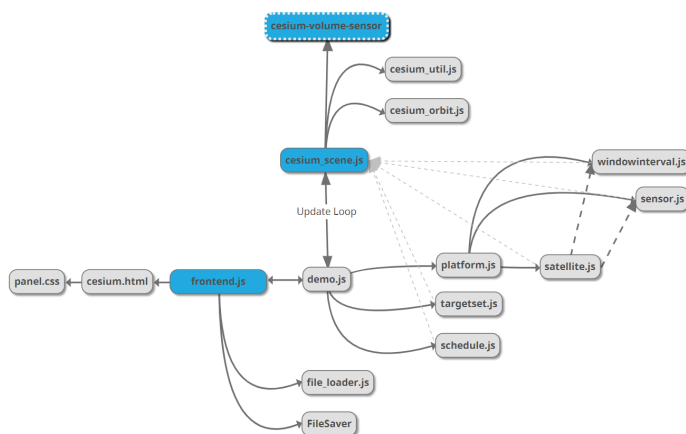 cesium-volume-sensor
cesium_util.js
cesium_orbit.js
cesium_scene.js
windowinterval.js
sensor.js
Update Loop
platform.js
satellite.js
panel.css
cesium.html
frontend.js
demo.js
targetset.js
schedule.js
file_loader.js
FileSaver